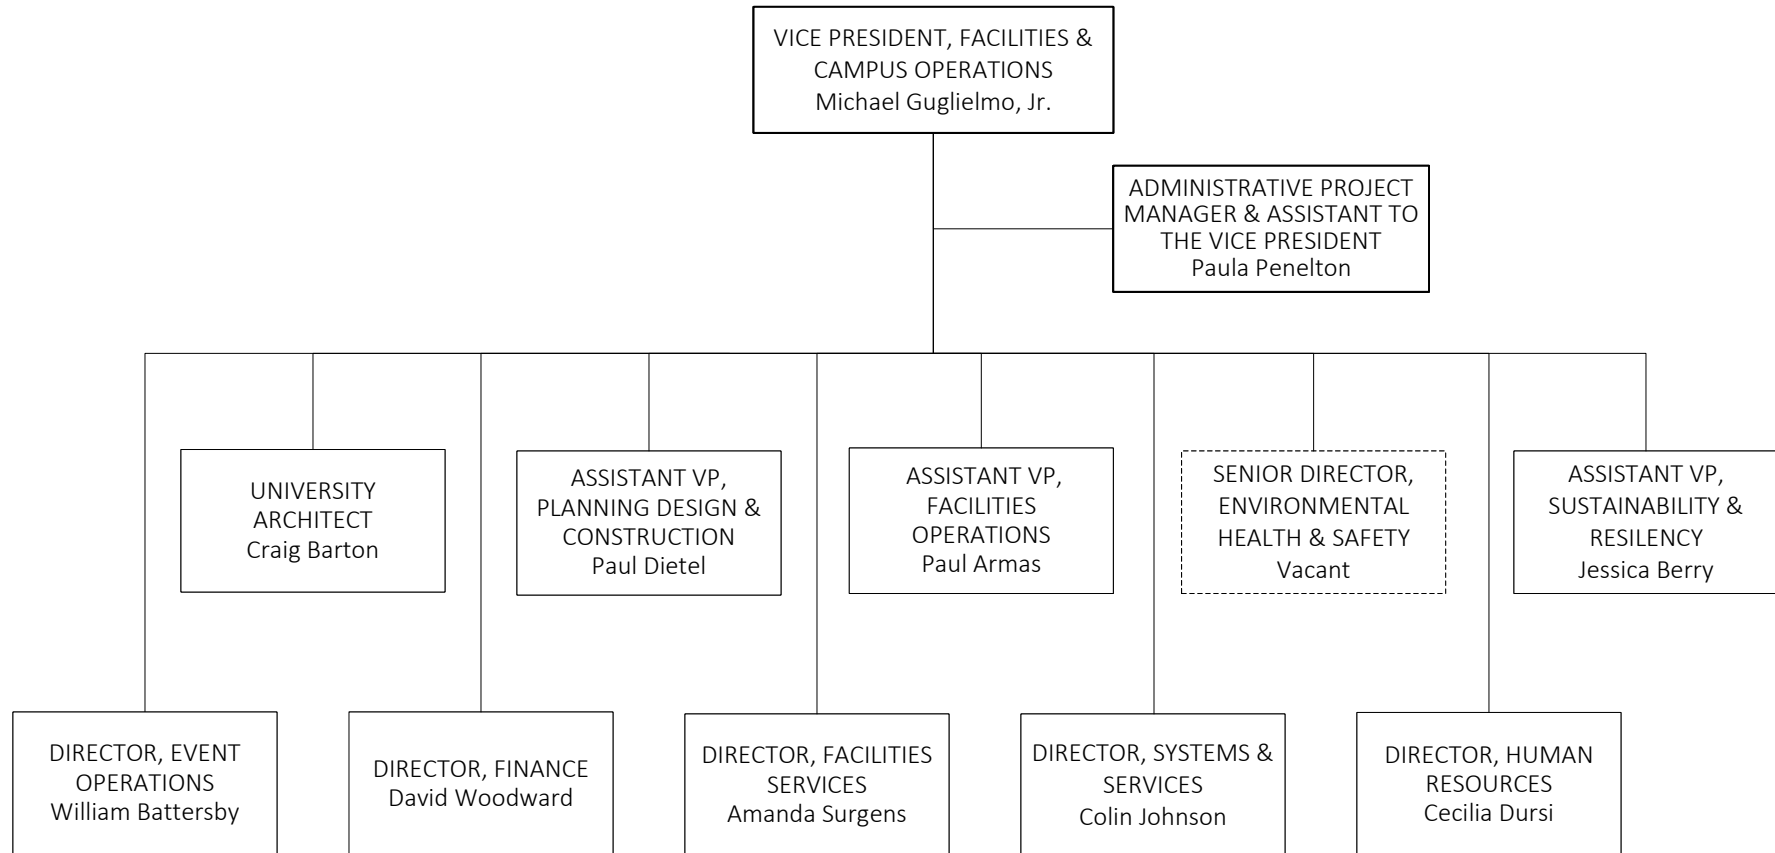 VICE PRESIDENT, FACILITIES &
CAMPUS OPERATIONS
Michael Guglielmo, Jr.
ADMINISTRATIVE PROJECT
MANAGER & ASSISTANT TO
THE VICE PRESIDENT
Paula Penelton
UNIVERSITY
ARCHITECT
Craig Barton
ASSISTANT VP,
PLANNING DESIGN &
CONSTRUCTION
Paul Dietel
ASSISTANT VP,
FACILITIES
OPERATIONS
Paul Armas
SENIOR DIRECTOR,
ENVIRONMENTAL
HEALTH & SAFETY
Vacant
ASSISTANT VP,
SUSTAINABILITY &
RESILENCY
Jessica Berry
DIRECTOR, EVENT
OPERATIONS
William Battersby
DIRECTOR, FINANCE
David Woodward
DIRECTOR, FACILITIES
SERVICES
Amanda Surgens
DIRECTOR, SYSTEMS &
SERVICES
Colin Johnson
DIRECTOR, HUMAN
RESOURCES
Cecilia Dursi